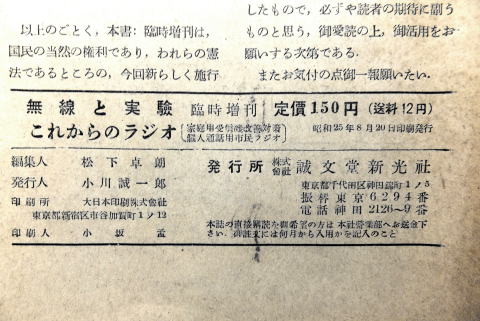 以上のごとく，本書：臨時増刊は，
国民の当然の権利であり，われらの憲
法であるところの，今回新らしく施行
したもので，必ずや読者の期待に副う
ものと思う，御愛読の上，御活用をお
願いする次第である．
またお気付の点御一報願いたい．
無線と実験 臨時増刊 定價150円（送料12円）
これからのラジオ 家庭用受信機改善対策
個人通話用市民ラジオ
昭和25年8月20日印刷発行
編集人 松下卓朗
発行人 小川誠一郎
印刷所 大日本印刷株式會社
東京都新宿区市谷加賀町1ノ12
印刷人 小坂孟
発行所 株式會社 誠文堂新光社
東京都千代田区神田錦町1ノ5
振替東京6294番
電話神田2126~9番
本誌の直接購読を御希望の方は本社営業部へお送金下
さい．御註文には何月から入用かを記入のこと